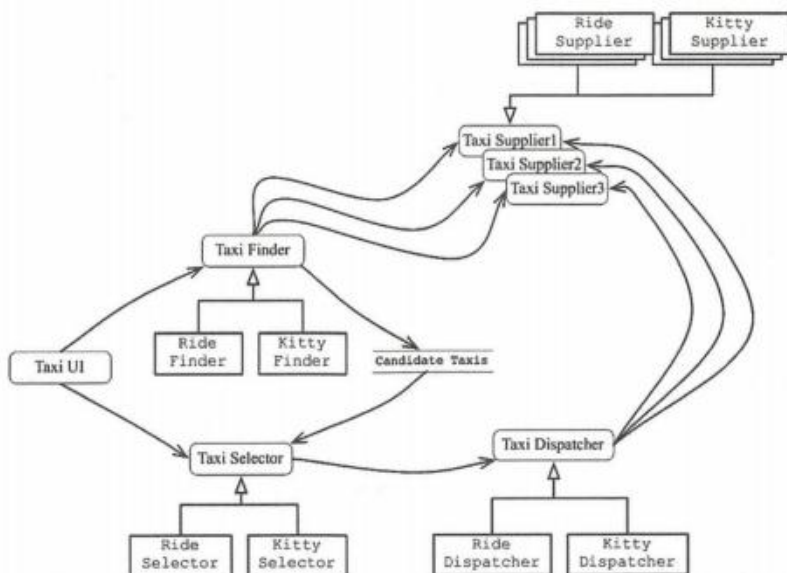 Ride
Supplier
Kitty
Supplier
Taxi Supplier1
Taxi Supplier2
Taxi Supplier3
Taxi Finder
Ride
Finder
Kitty
Finder
Candidate Taxis
Taxi UI
Taxi Selector
Taxi Dispatcher
Ride
Selector
Kitty
Selector
Ride
Dispatcher
Kitty
Dispatcher